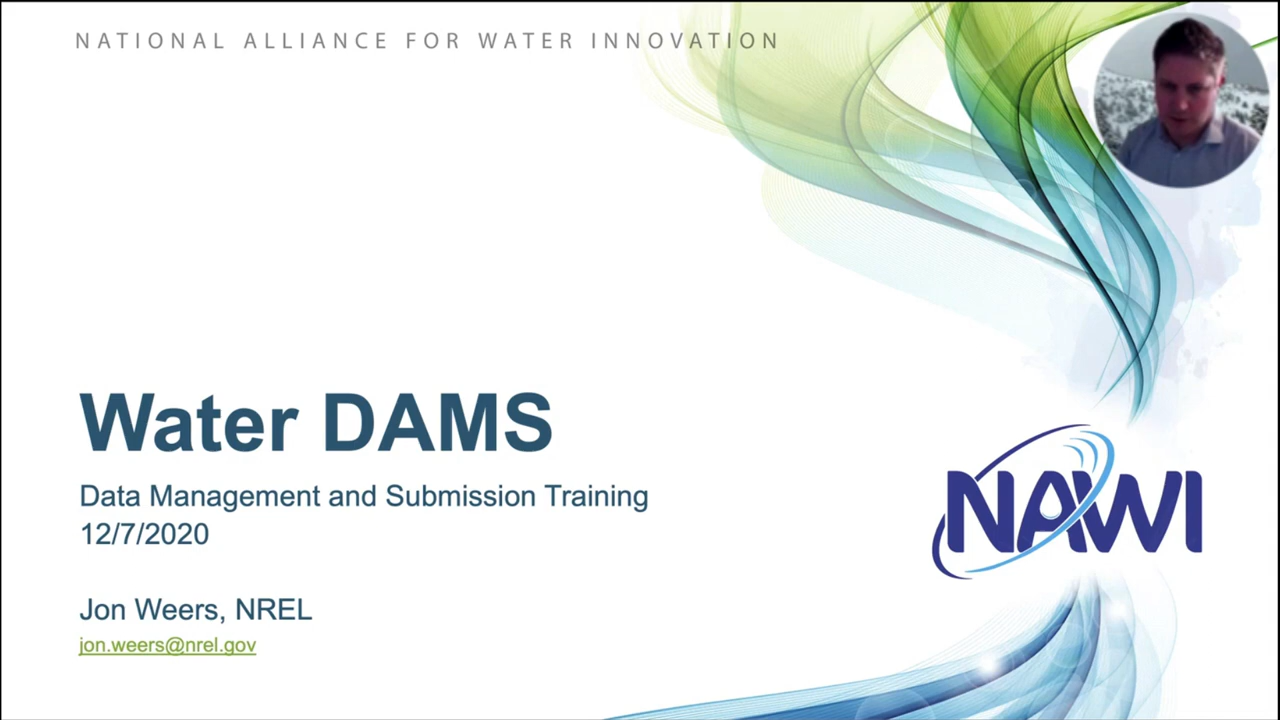 NATIONAL ALLIANCE FOR WATER INNOVATION
Water DAMS
Data Management and Submission Training
12/7/2020
NAWI
Jon Weers, NREL
jon.weers@nrel.gov